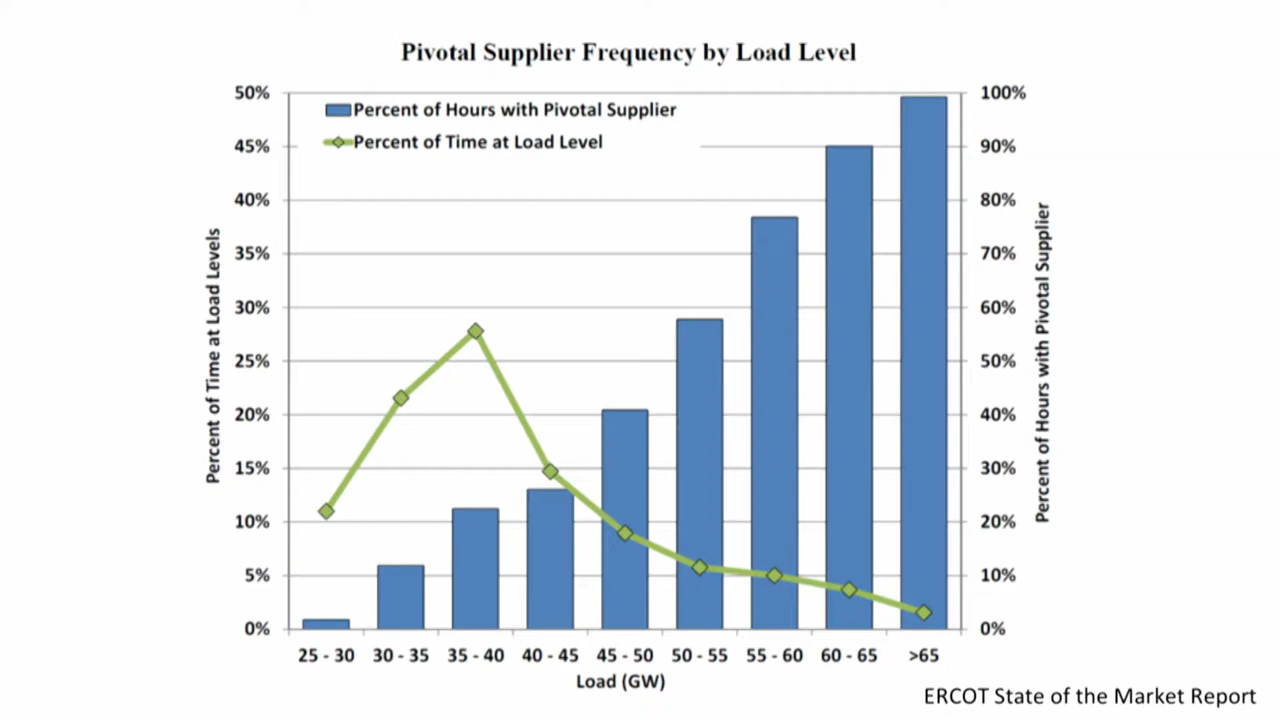 Pivotal Supplier Frequency by Load Level
Percent of Hours with Pivotal Supplier
Percent of Time at Load Level
50%
45%
40%
35%
30%
25%
20%
15%
10%
5%
0%
Percent of Time at Load Levels
100%
90%
80%
70%
60%
50%
40%
30%
20%
10%
0%
Percent of Hours with Pivotal Supplier
25 - 30 30 - 35 35 - 40 40 - 45 45 - 50 50 - 55 55 - 60 60 - 65 >65
Load (GW)
ERCOT State of the Market Report